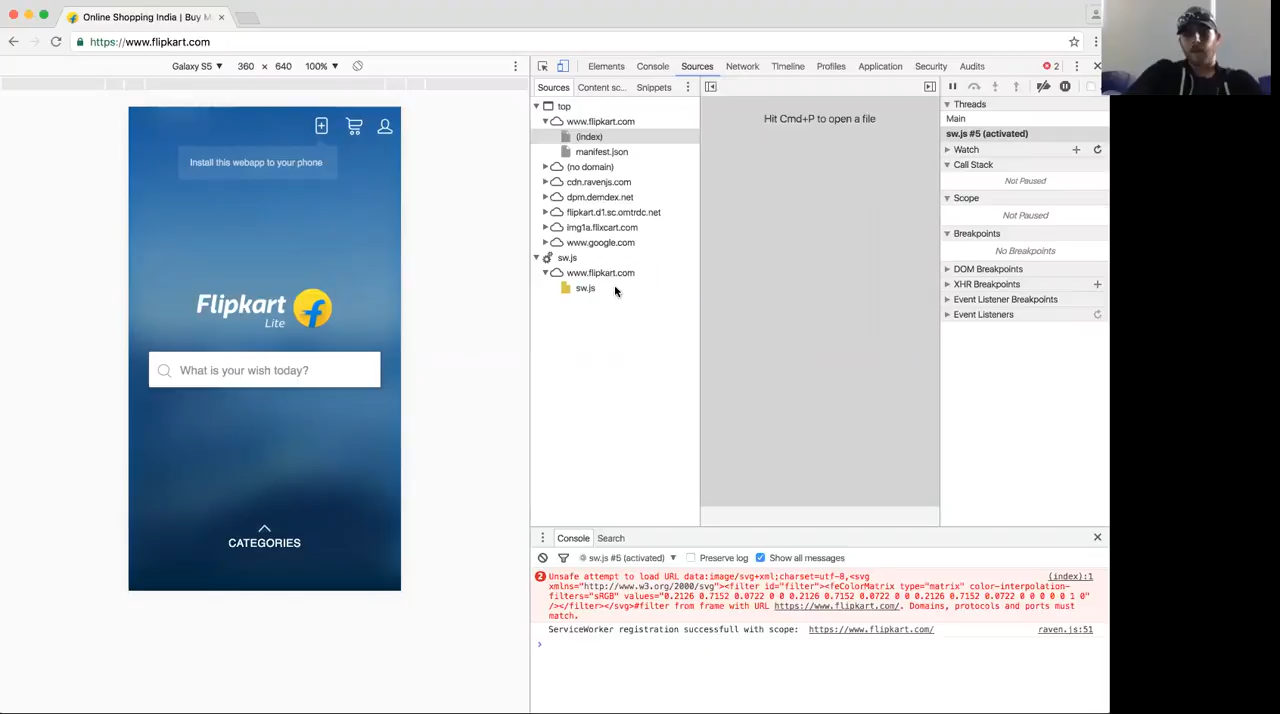 Online Shopping India | Buy M
https://www.flipkart.com
Galaxy S5 ▼ 360 × 640 100% ▼
Install this webapp to your phone
Flipkart
Lite
What is your wish today?
CATEGORIES
Elements Console Sources Network Timeline Profiles Application Security Audits 2
Sources Content sc... Snippets
top
www.flipkart.com
(index)
manifest.json
(no domain)
cdn.ravenjs.com
dpm.demdex.net
flipkart.d1.sc.omtrdc.net
img1a.flixcart.com
www.google.com
sw.js
www.flipkart.com
sw.js
Hit Cmd+P to open a file
Threads
Main
sw.js #5 (activated)
Watch
Call Stack
Not Paused
Scope
Not Paused
Breakpoints
No Breakpoints
DOM Breakpoints
XHR Breakpoints
Event Listener Breakpoints
Event Listeners
Console Search
sw.js #5 (activated) ▼ Preserve log Show all messages
2 Unsafe attempt to load URL data:image/svg+xml;charset=utf-8,<svg (index):1
xmlns="http://www.w3.org/2000/svg"><filter id="filter"><feColorMatrix type="matrix" color-interpolation-
filters="sRGB" values="0.2126 0.7152 0.0722 0 0 0.2126 0.7152 0.0722 0 0 0.2126 0.7152 0.0722 0 0 0 0 0 1 0"
/></filter></svg>#filter from frame with URL https://www.flipkart.com/. Domains, protocols and ports must
match.
ServiceWorker registration successfull with scope: https://www.flipkart.com/ raven.js:51